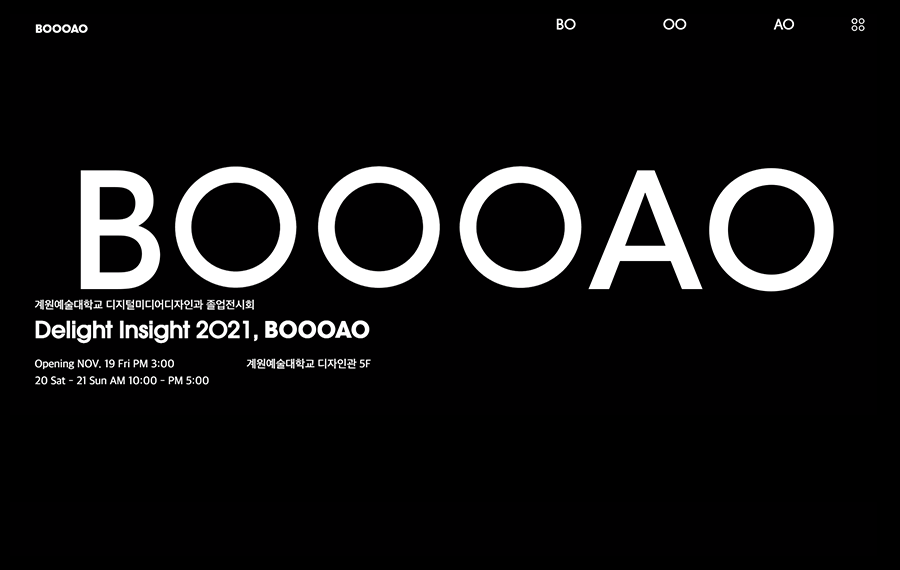 BOOOAO
BO
OO
AO
BOOOAO
계원예술대학교 디지털미디어디자인과 졸업전시회
Delight Insight 2021, BOOOAO
Opening NOV. 19 Fri PM 3:00
20 Sat - 21 Sun AM 10:00 - PM 5:00
계원예술대학교 디자인관 5F